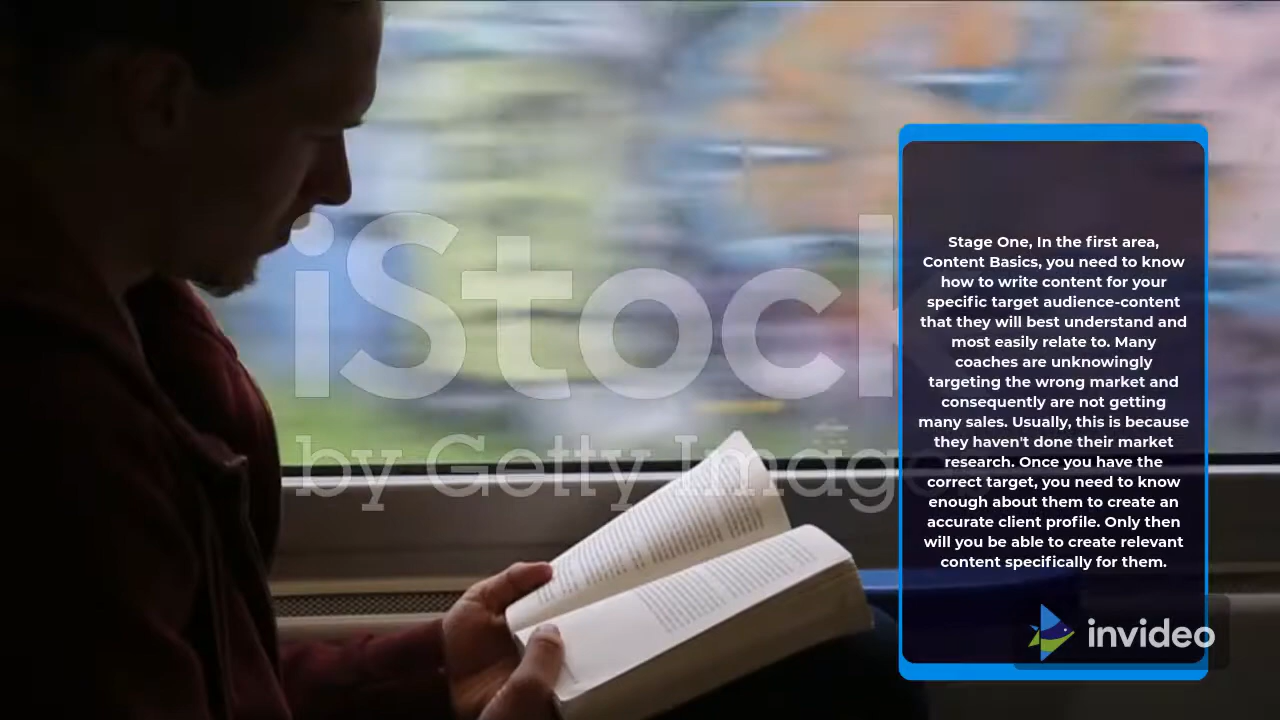 iStock
by Getty Images
Stage One, In the first area,
Content Basics, you need to know
how to write content for your
specific target audience-content
that they will best understand and
most easily relate to. Many
coaches are unknowingly
targeting the wrong market and
consequently are not getting
many sales. Usually, this is because
they haven't done their market
research. Once you have the
correct target, you need to know
enough about them to create an
accurate client profile. Only then
will you be able to create relevant
content specifically for them.
invideo